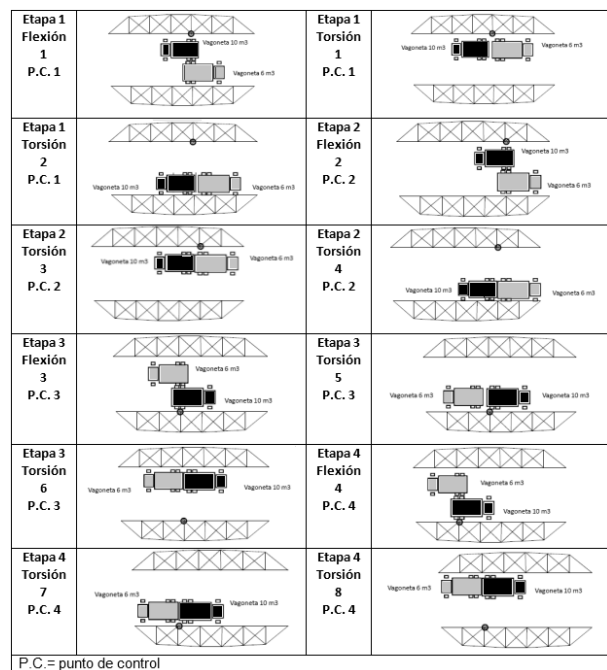 Etapa 1
Flexión
1
P.C. 1
Vagoneta 10 m3
Vagoneta 6 m3
Etapa 1
Torsión
1
P.C. 1
Vagoneta 10 m3
Vagoneta 6 m3
Etapa 1
Torsión
2
P.C. 1
Vagoneta 10 m3
Vagoneta 6 m3
Etapa 2
Flexión
2
P.C. 2
Vagoneta 10 m3
Vagoneta 6 m3
Etapa 2
Torsión
3
P.C. 2
Vagoneta 10 m3
Vagoneta 6 m3
Etapa 2
Torsión
4
P.C. 2
Vagoneta 10 m3
Vagoneta 6 m3
Etapa 3
Flexión
3
P.C. 3
Vagoneta 6 m3
Vagoneta 10 m3
Etapa 3
Torsión
5
P.C. 3
Vagoneta 6 m3
Vagoneta 10 m3
Etapa 3
Torsión
6
P.C. 3
Vagoneta 6 m3
Vagoneta 10 m3
Etapa 4
Flexión
4
P.C. 4
Vagoneta 6 m3
Vagoneta 10 m3
Etapa 4
Torsión
7
P.C. 4
Vagoneta 6 m3
Vagoneta 10 m3
Etapa 4
Torsión
8
P.C. 4
Vagoneta 6 m3
Vagoneta 10 m3
P.C.= punto de control